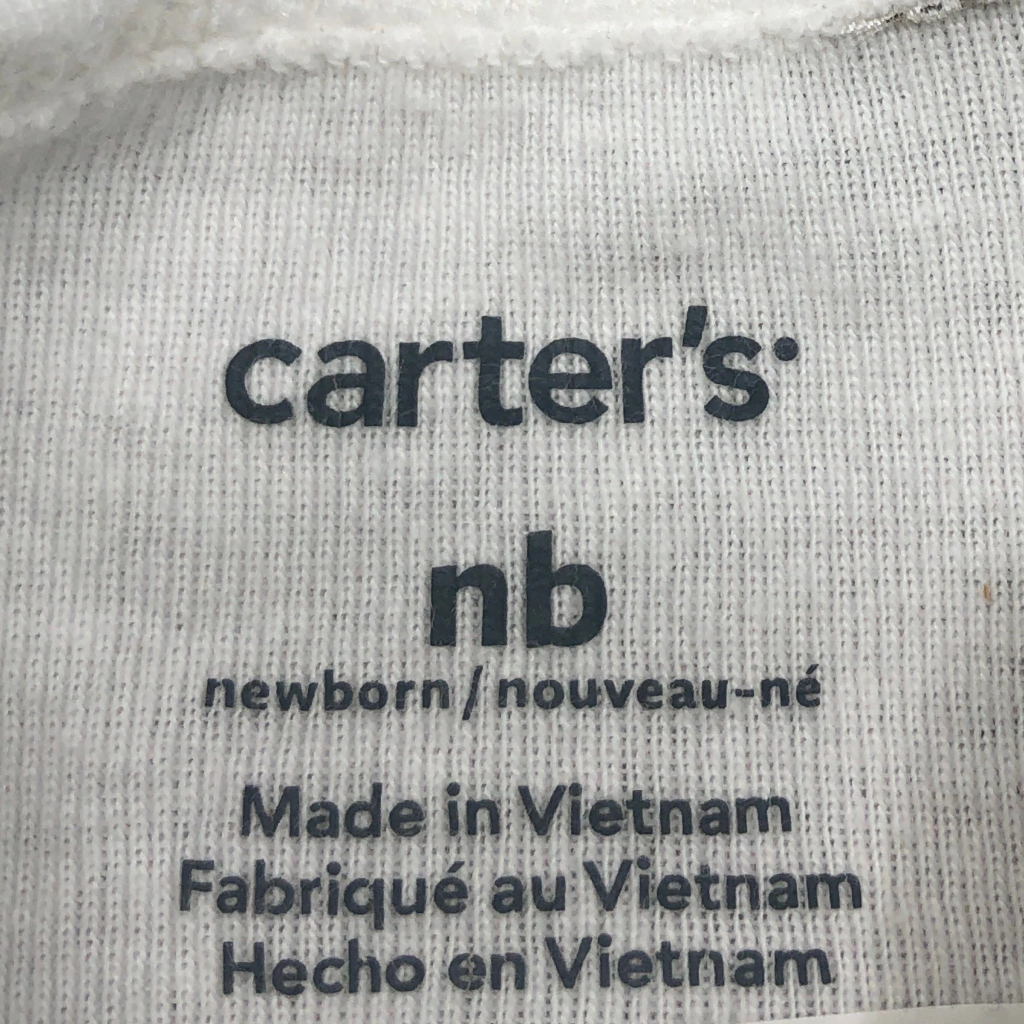 carter's
nb
newborn / nouveau-né
Made in Vietnam
Fabriqué au Vietnam
Hecho en Vietnam